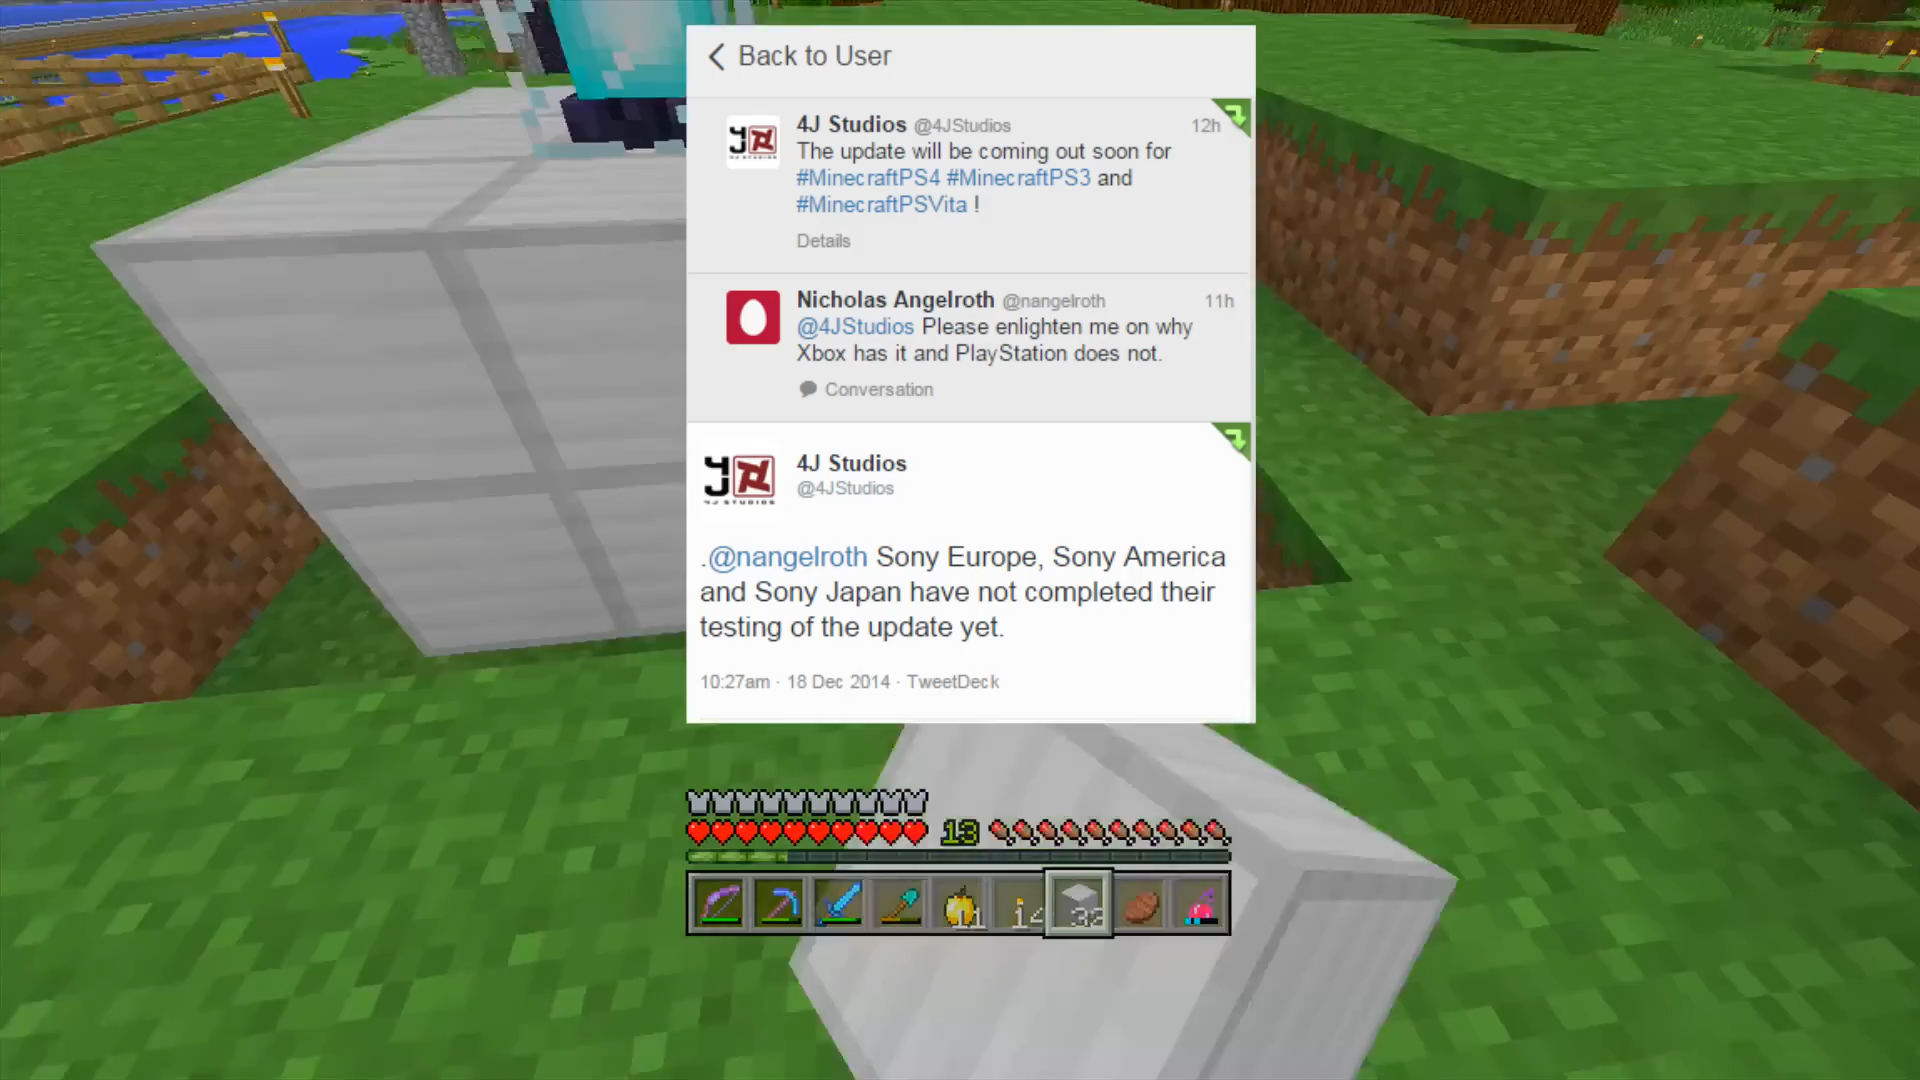 Back to User
4J Studios @4JStudios 12h
The update will be coming out soon for
#MinecraftPS4 #MinecraftPS3 and
#MinecraftPSVita !
Details
Nicholas Angelroth @nangelroth 11h
@4JStudios Please enlighten me on why
Xbox has it and PlayStation does not.
Conversation
4J Studios
@4JStudios
.@nangelroth Sony Europe, Sony America
and Sony Japan have not completed their
testing of the update yet.
10:27am · 18 Dec 2014 · TweetDeck
13
11 14 32